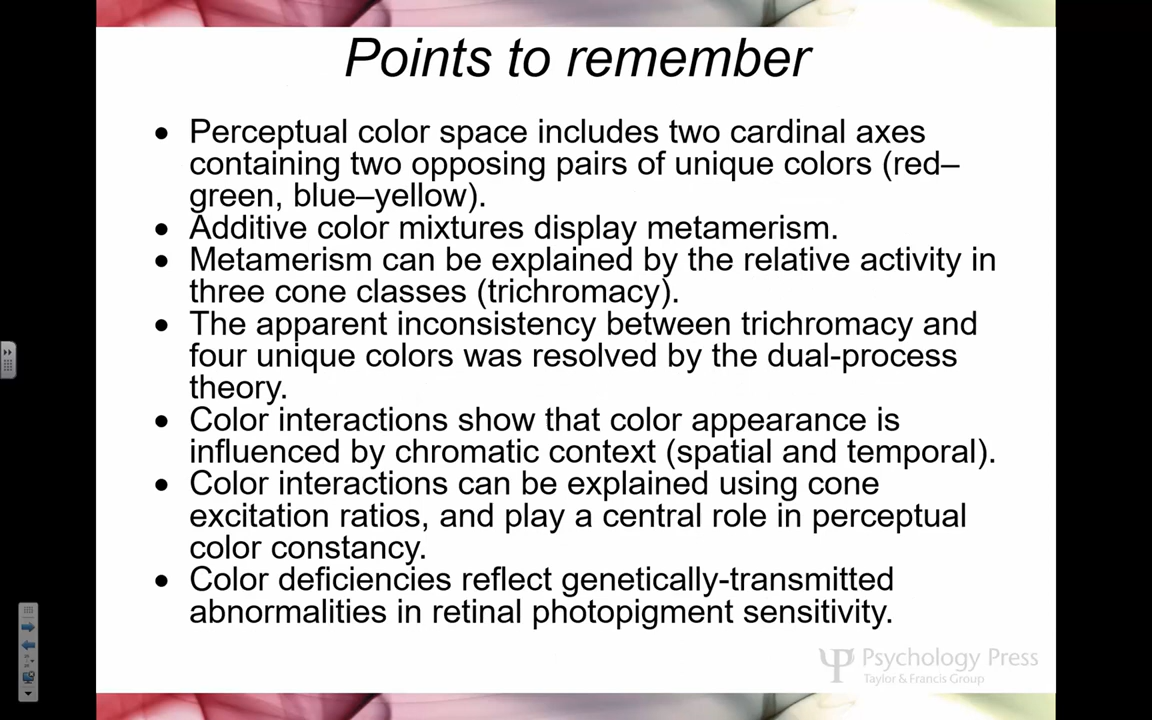 Points to remember
• Perceptual color space includes two cardinal axes
containing two opposing pairs of unique colors (red–
green, blue–yellow).
• Additive color mixtures display metamerism.
• Metamerism can be explained by the relative activity in
three cone classes (trichromacy).
• The apparent inconsistency between trichromacy and
four unique colors was resolved by the dual-process
theory.
• Color interactions show that color appearance is
influenced by chromatic context (spatial and temporal).
• Color interactions can be explained using cone
excitation ratios, and play a central role in perceptual
color constancy.
• Color deficiencies reflect genetically-transmitted
abnormalities in retinal photopigment sensitivity.
Psychology Press
Taylor & Francis Group